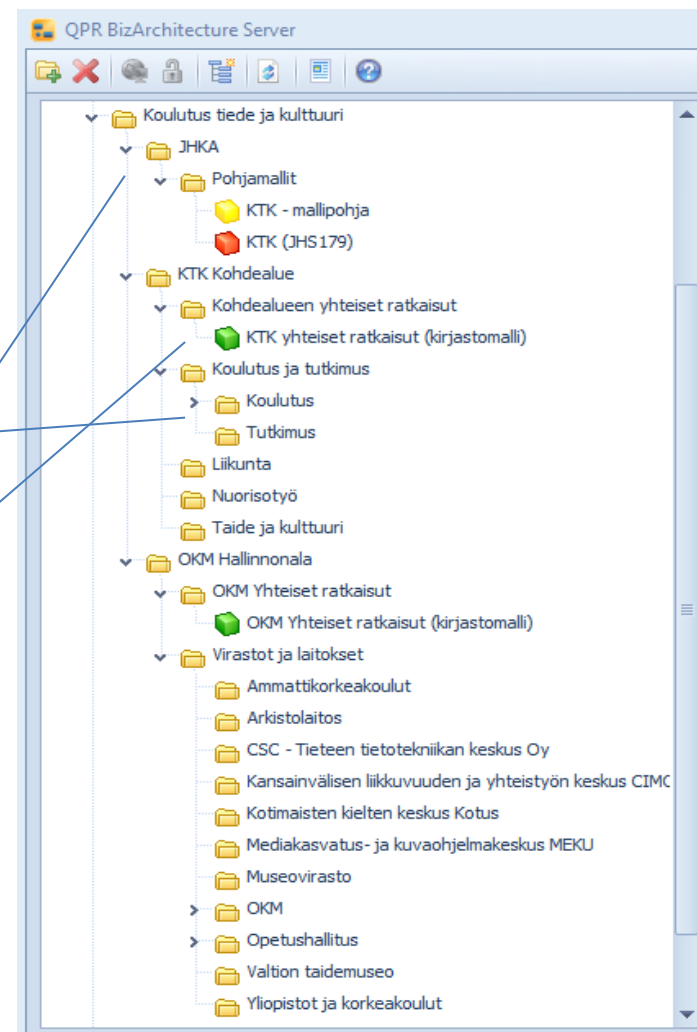 QPR BizArchitecture Server
Koulutus tiede ja kulttuuri
JHKA
Pohjamallit
KTK - mallipohja
KTK (JHS179)
KTK Kohdealue
Kohdealueen yhteiset ratkaisut
KTK yhteiset ratkaisut (kirjastomalli)
Koulutus ja tutkimus
Koulutus
Tutkimus
Liikunta
Nuorisotyö
Taide ja kulttuuri
OKM Hallinnonala
OKM Yhteiset ratkaisut
OKM Yhteiset ratkaisut (kirjastomalli)
Virastot ja laitokset
Ammattikorkeakoulut
Arkistolaitos
CSC - Tieteen tietotekniikan keskus Oy
Kansainvälisen liikkuvuuden ja yhteistyön keskus CIMO
Kotimaisten kielten keskus Kotus
Mediakasvatus- ja kuvaohjelmakeskus MEKU
Museovirasto
OKM
Opetushallitus
Valtion taidemuseo
Yliopistot ja korkeakoulut